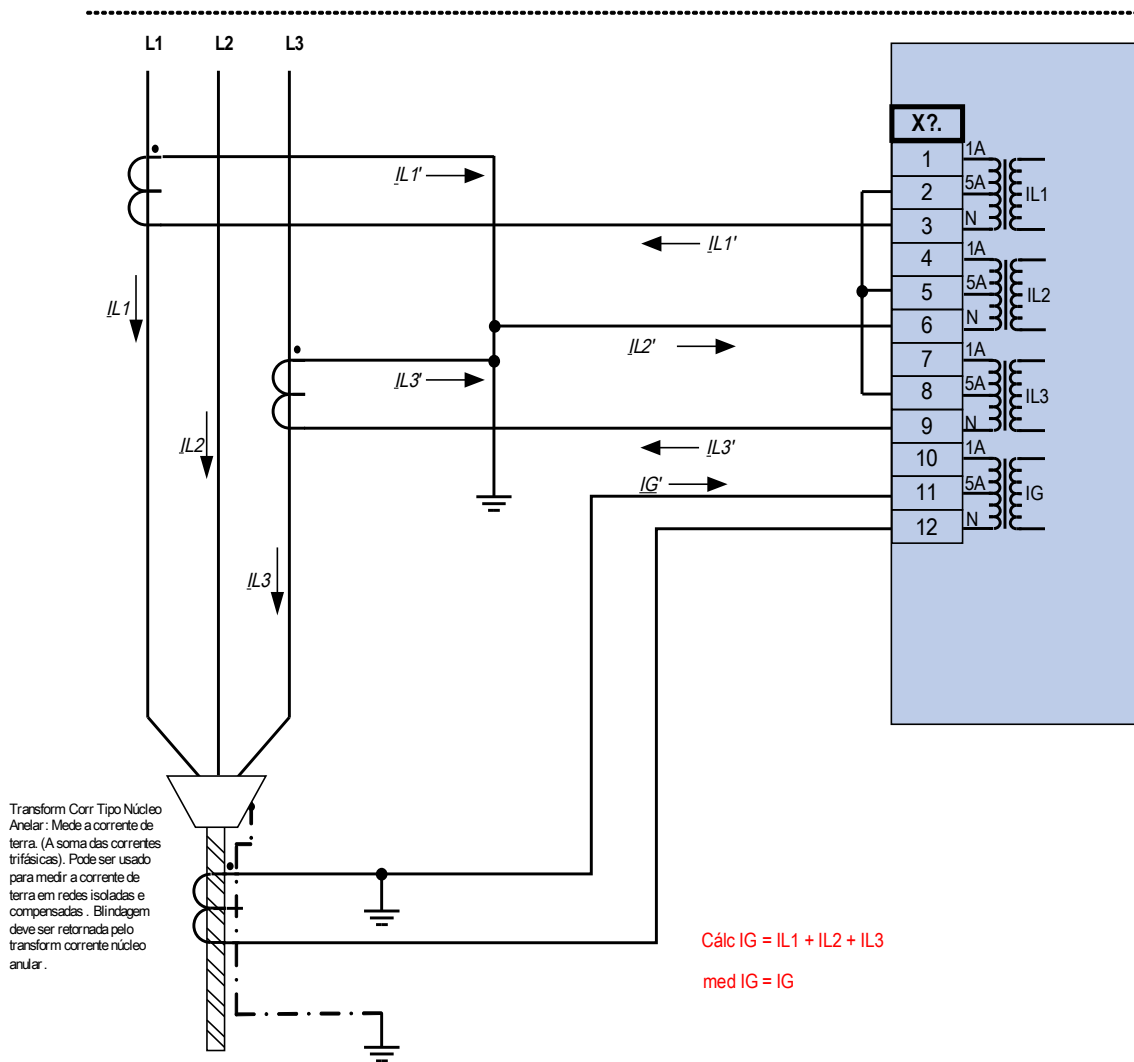 L1 L2 L3
X?.
1 1A
2 5A IL1
3 N
4 1A
5 5A IL2
6 N
7 1A
8 5A IL3
9 N
10 1A
11 5A IG
12 N
IL1'
IL1'
IL1
IL2'
IL3'
IL2
IL3'
IG'
IL3
Transform Corr Tipo Núcleo
Anelar: Mede a corrente de
terra. (A soma das correntes
trifásicas). Pode ser usado
para medir a corrente de
terra em redes isoladas e
compensadas . Blindagem
deve ser retornada pelo
transform corrente núcleo
anular .
Cálc IG = IL1 + IL2 + IL3
med IG = IG